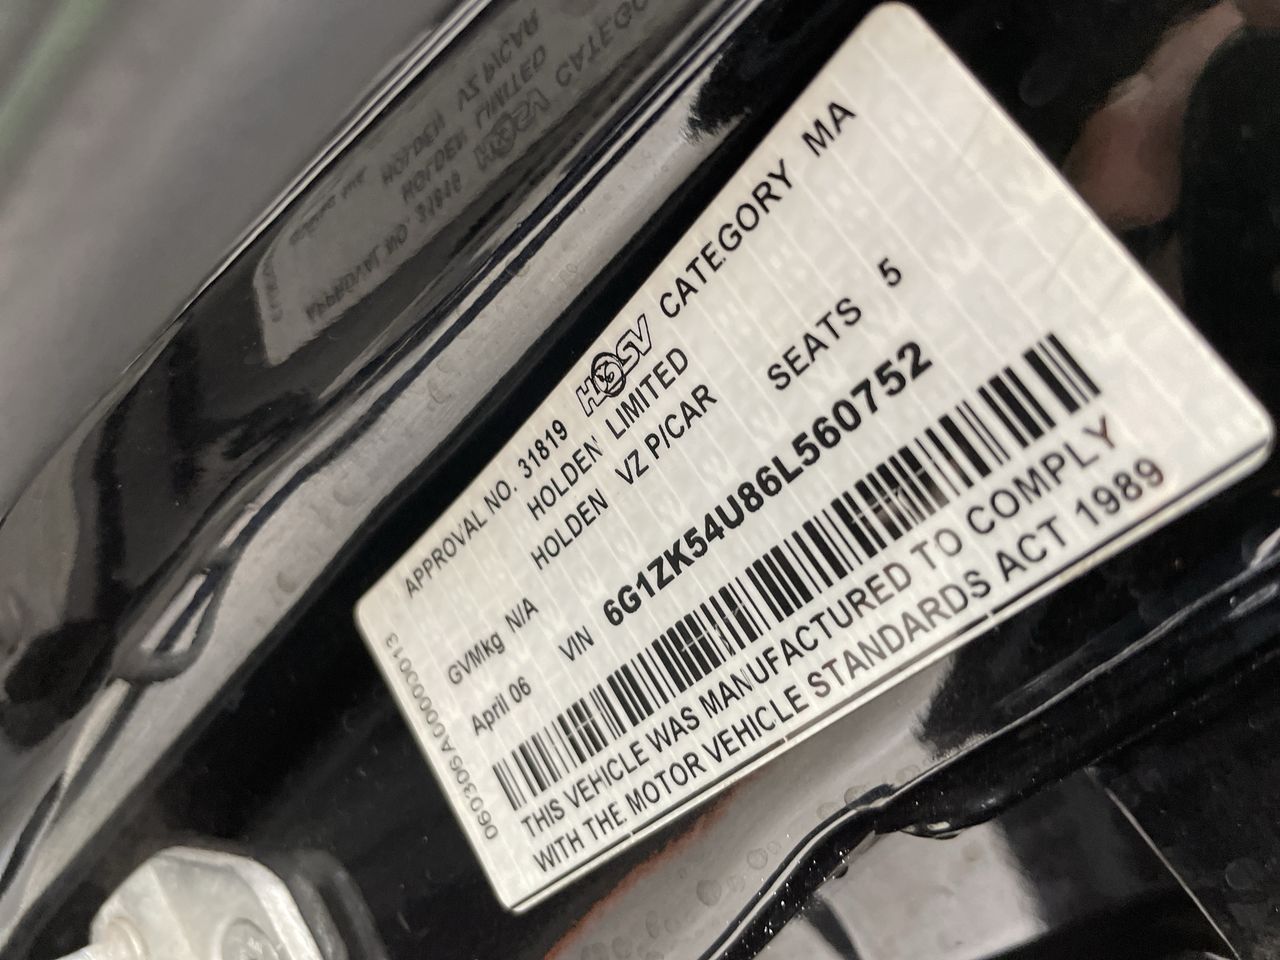 APPROVAL NO. 31819 HSV CATEGORY MA
HOLDEN LIMITED
HOLDEN VZ P/CAR SEATS 5
GVMkg N/A
April 06 VIN 6G1ZK54U86L560752
THIS VEHICLE WAS MANUFACTURED TO COMPLY
WITH THE MOTOR VEHICLE STANDARDS ACT 1989
060306A00003013